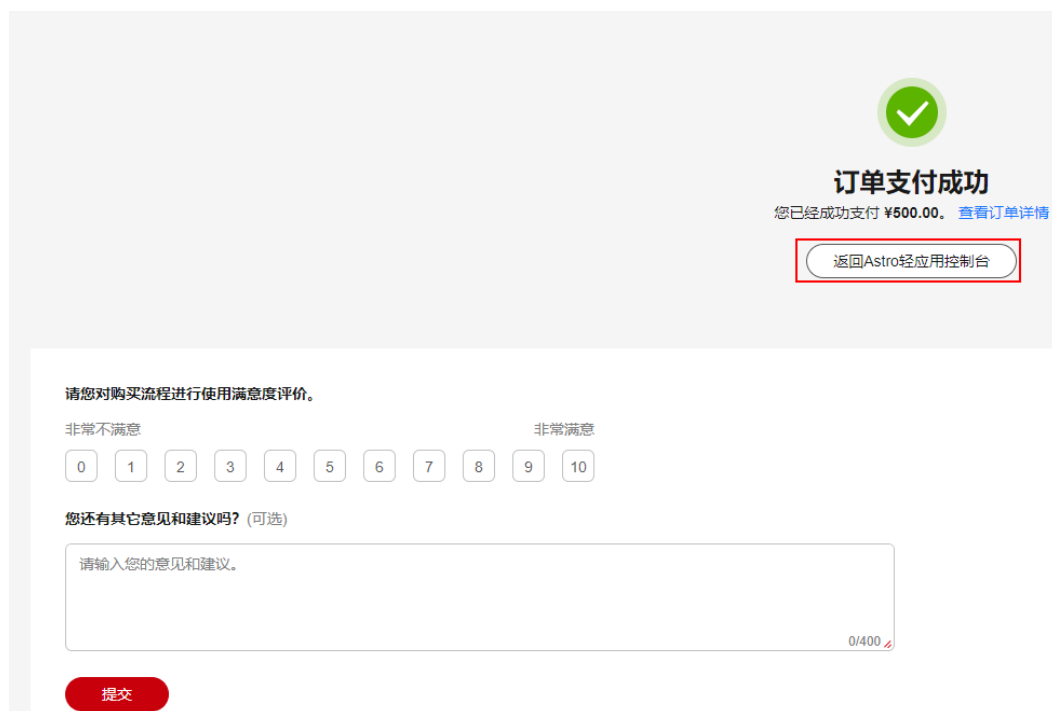 订单支付成功
您已经成功支付 ¥500.00。 查看订单详情
返回Astro轻应用控制台
请您对购买流程进行使用满意度评价。
非常不满意 非常满意
0 1 2 3 4 5 6 7 8 9 10
您还有其它意见和建议吗? (可选)
请输入您的意见和建议。
0/400
提交